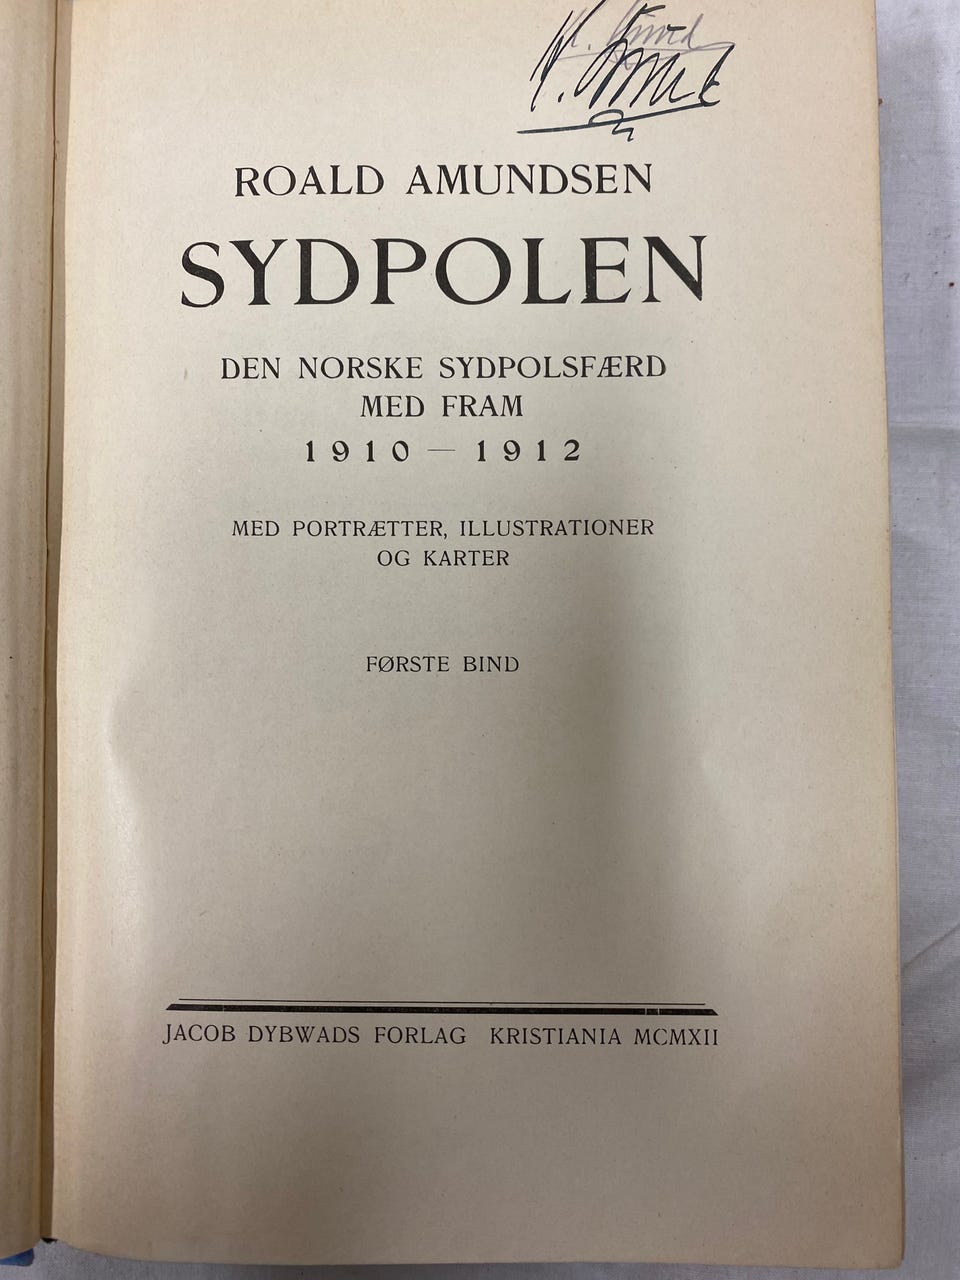 ROALD AMUNDSEN
SYDPOLEN
DEN NORSKE SYDPOLSFÆRD
MED FRAM
1910 — 1912
MED PORTRÆTTER, ILLUSTRATIONER
OG KARTER
FØRSTE BIND
JACOB DYBWADS FORLAG KRISTIANIA MCMXII